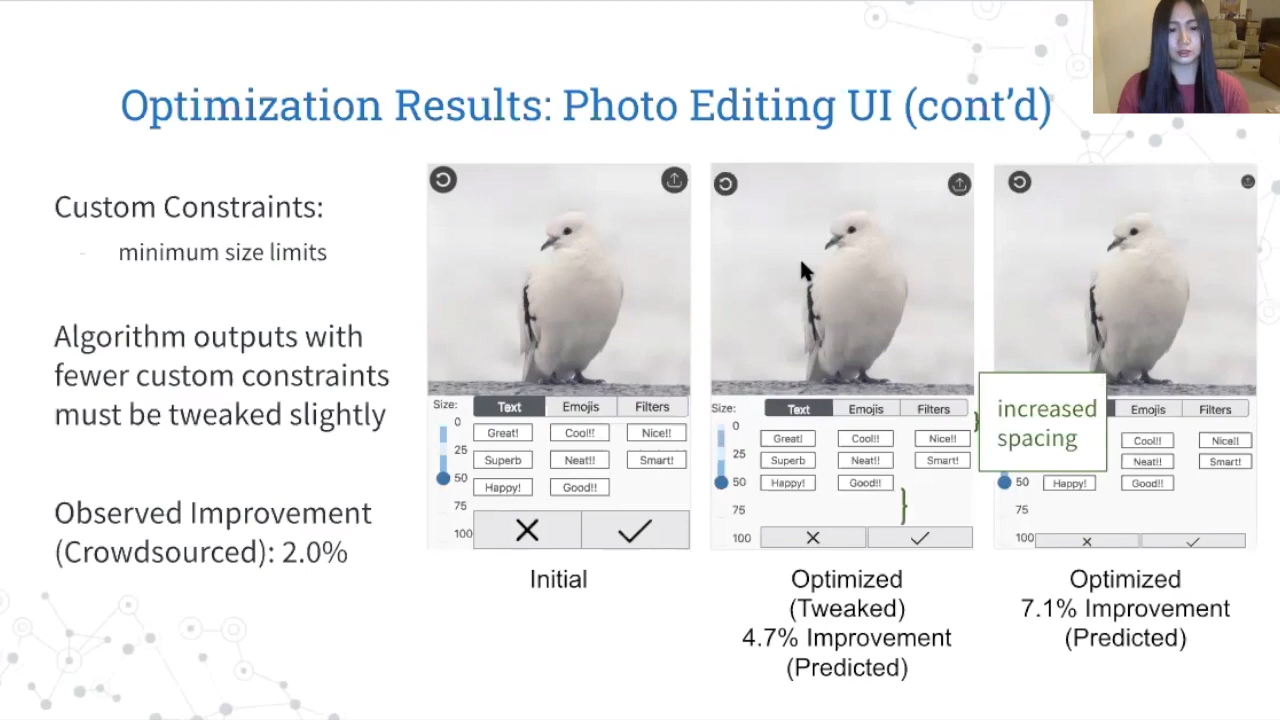 Optimization Results: Photo Editing UI (cont’d)
Custom Constraints:
- minimum size limits
Algorithm outputs with
fewer custom constraints
must be tweaked slightly
Observed Improvement
(Crowdsourced): 2.0%
Size:
Text Emojis Filters
0
25
50
75
100
Great! Cool!! Nice!!
Superb Neat!! Smart!
Happy! Good!!
Initial
Size:
Text Emojis Filters
0
25
50
75
100
Great! Cool!! Nice!!
Superb Neat!! Smart!
Happy! Good!!
Optimized
(Tweaked)
4.7% Improvement
(Predicted)
increased
spacing
Emojis Filters
Cool!! Nice!!
Neat!! Smart!
50 Happy! Good!!
75
100
Optimized
7.1% Improvement
(Predicted)